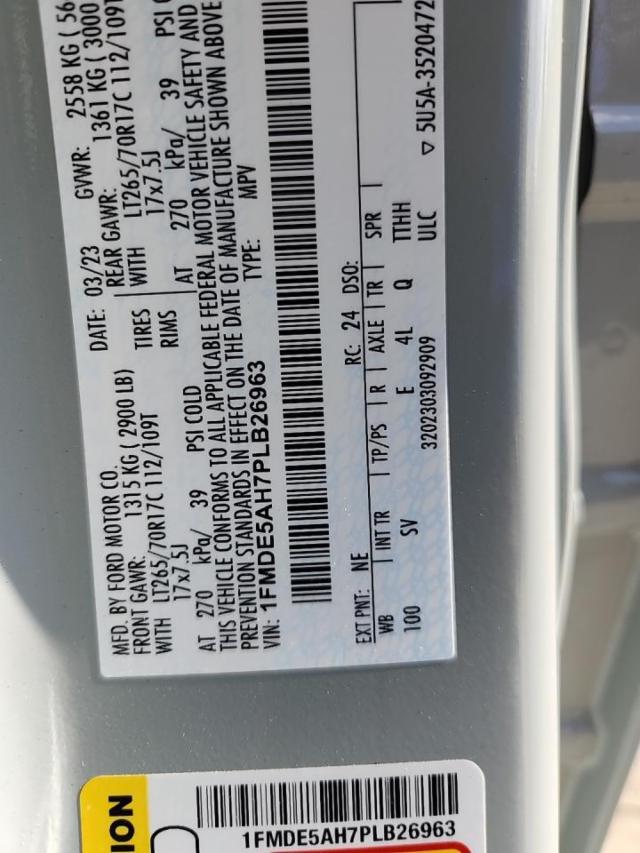 MFD. BY FORD MOTOR CO.
DATE: 03/23 GVWR: 2558 KG ( 56
FRONT GAWR: 1315 KG ( 2900 LB) REAR GAWR: 1361 KG ( 3000
WITH LT265/70R17C 112/109T TIRES WITH LT265/70R17C 112/109T
17x7.5J RIMS 17x7.5J
AT 270 kPa/ 39 PSI COLD AT 270 kPa/ 39 PSI C
THIS VEHICLE CONFORMS TO ALL APPLICABLE FEDERAL MOTOR VEHICLE SAFETY AND
PREVENTION STANDARDS IN EFFECT ON THE DATE OF MANUFACTURE SHOWN ABOVE
VIN: 1FMDE5AH7PLB26963 TYPE: MPV
EXT PNT: NE RC: 24 DSO:
WB INT TR TP/PS R AXLE TR SPR
100 SV E 4L Q TTHH
3202303092909 ULC
▽ 5U5A-3520472
ION
1FMDE5AH7PLB26963